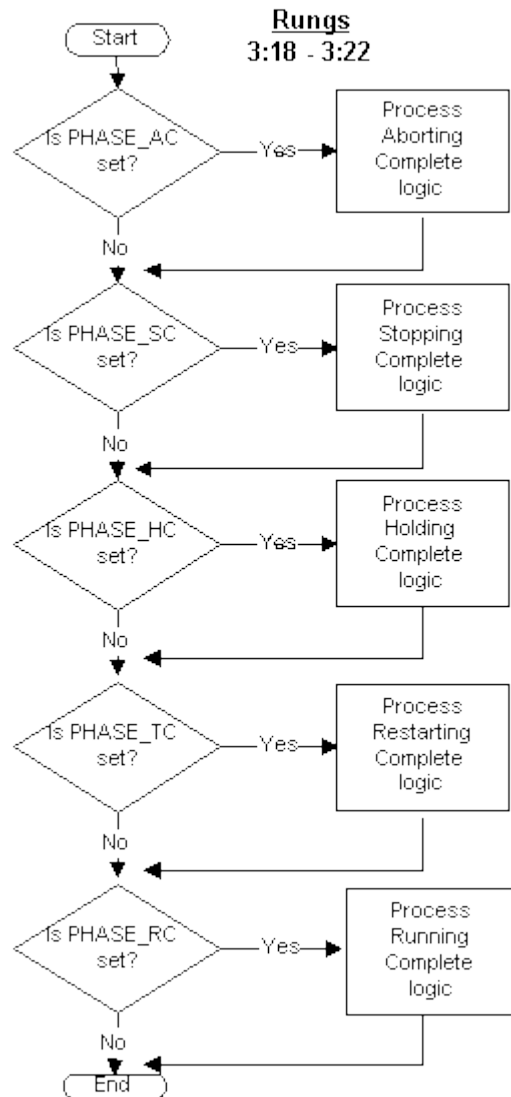 Rungs
3:18 - 3:22
Start
Is PHASE_AC
set?
Yes
Process
Aborting
Complete
logic
No
Is PHASE_SC
set?
Yes
Process
Stopping
Complete
logic
No
Is PHASE_HC
set?
Yes
Process
Holding
Complete
logic
No
Is PHASE_TC
set?
Yes
Process
Restarting
Complete
logic
No
Is PHASE_RC
set?
Yes
Process
Running
Complete
logic
No
End